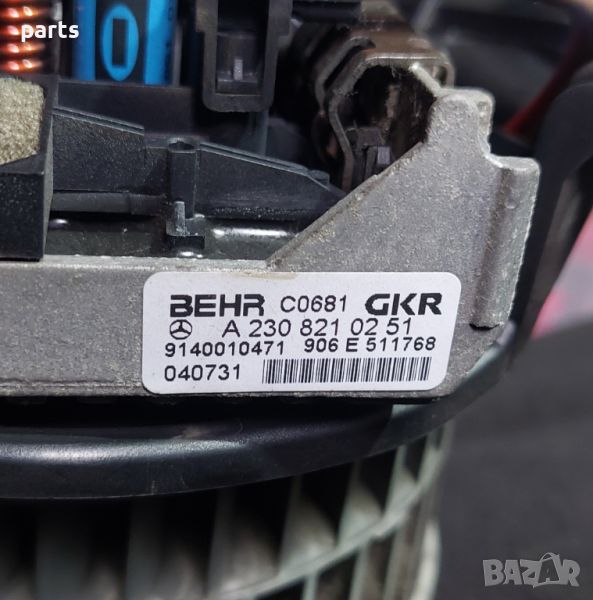 parts
BEHR C0681 GKR
A 230 821 02 51
9140010471 906 E 511768
040731
BAZAR